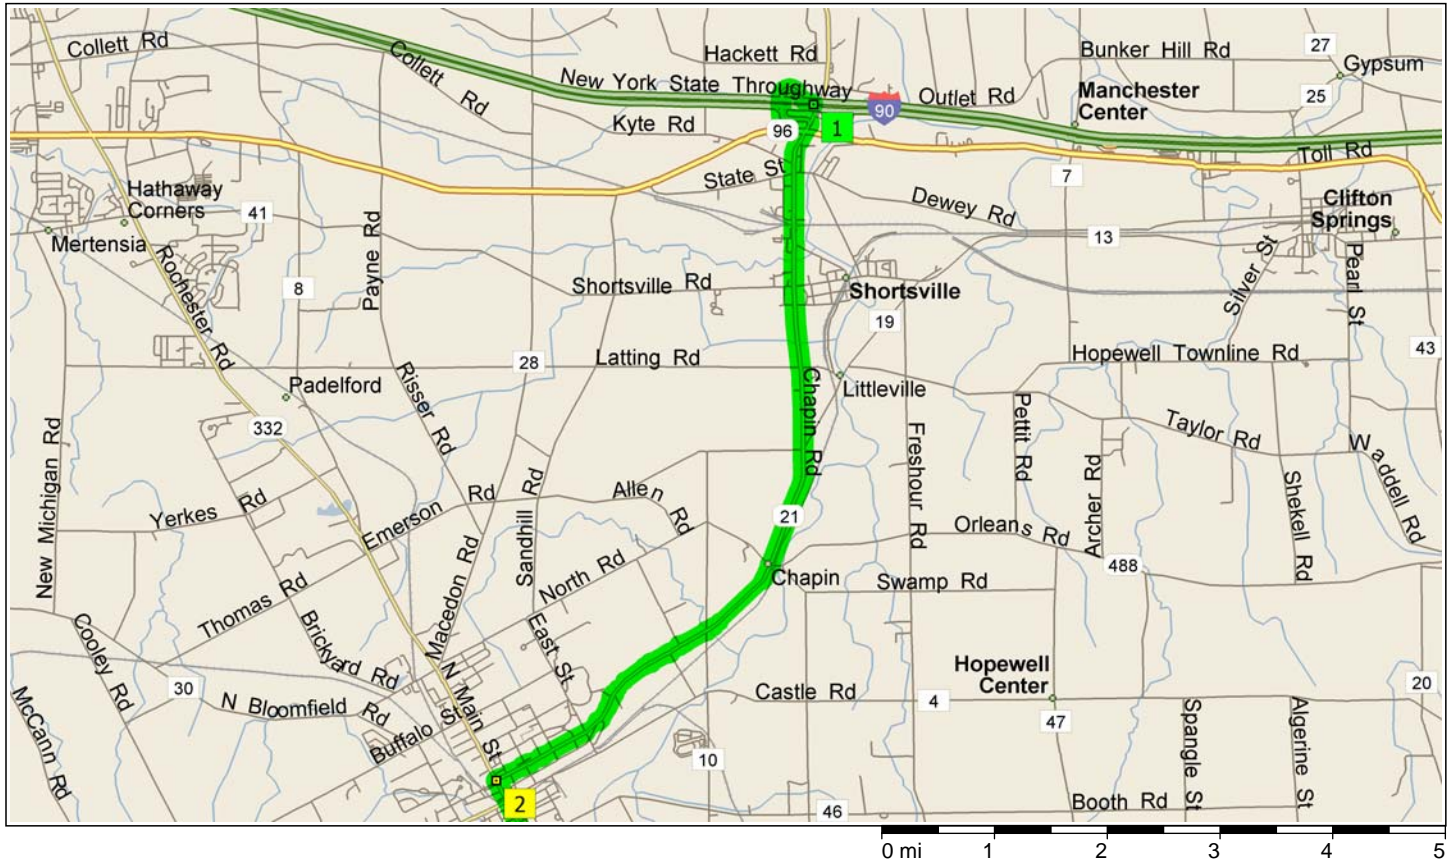 Collett Rd
Collett Rd
Hackett Rd
Bunker Hill Rd
27
Gypsum
New York State Throughway
90
Outlet Rd
Manchester Center
25
Kyte Rd
96
1
Toll Rd
State St
7
Hathaway Corners
41
Dewey Rd
Clifton Springs
Mertensia
13
Rochester Rd
Payne Rd
8
Shortsville Rd
Shortsville
Silver St
Pearl St
19
28
Latting Rd
Hopewell Townline Rd
43
Padelford
Risser Rd
Chapin Rd
Littleville
332
Pettit Rd
Taylor Rd
Waddell Rd
New Michigan Rd
Freshour Rd
Archer Rd
Shekell Rd
Yerkes Rd
Emerson Rd
Sandhill Rd
Allen Rd
21
Orleans Rd
488
Macedon Rd
North Rd
Chapin
Swamp Rd
Thomas Rd
Cooley Rd
Brickyard Rd
East St
Hopewell Center
30
N Bloomfield Rd
N Main St
Castle Rd
4
20
McCann Rd
Buffalo St
47
Spangle St
Algerine St
10
2
46
Booth Rd
0 mi 1 2 3 4 5